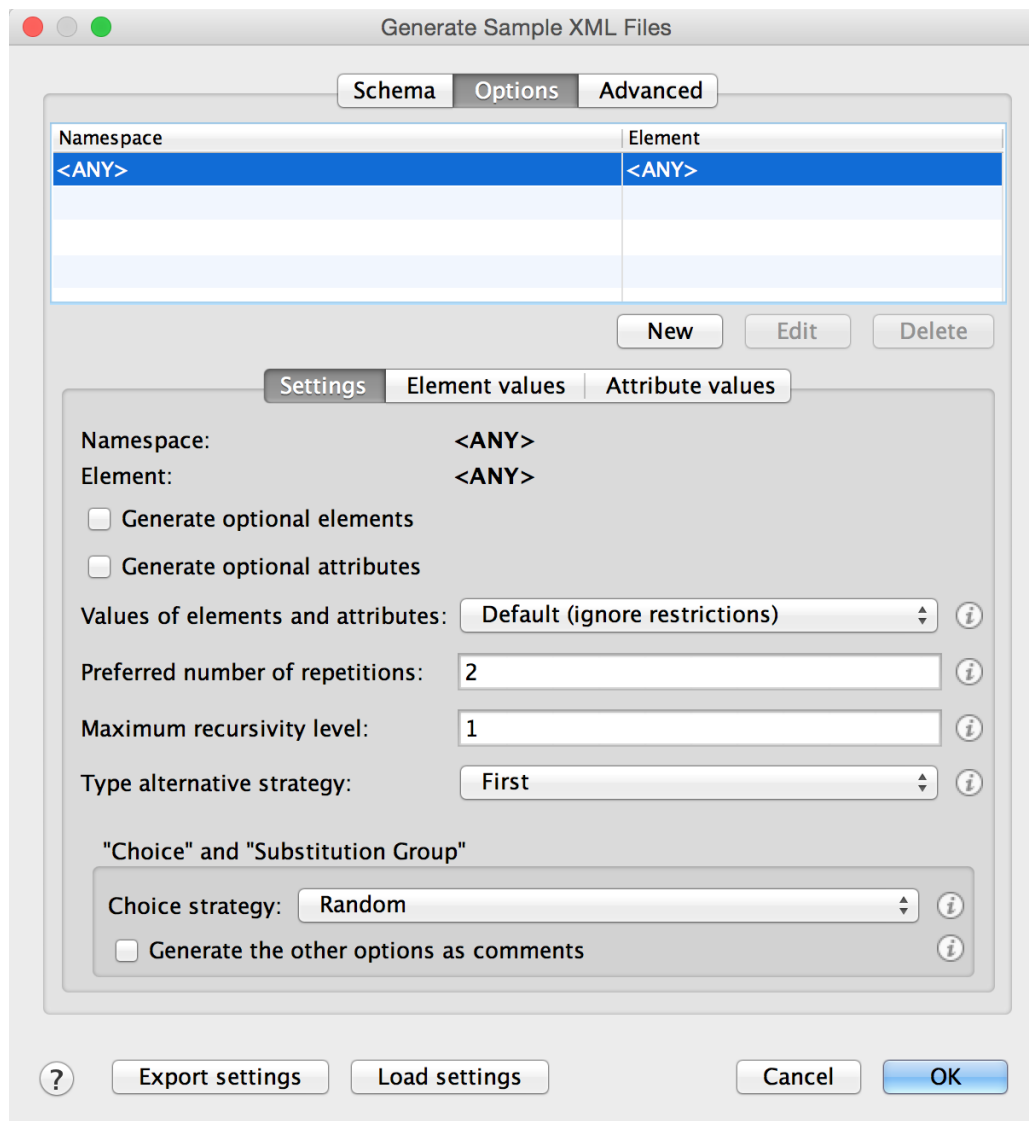 Generate Sample XML Files
Schema Options Advanced
Namespace Element
<ANY> <ANY>
New Edit Delete
Settings Element values Attribute values
Namespace: <ANY>
Element: <ANY>
Generate optional elements
Generate optional attributes
Values of elements and attributes: Default (ignore restrictions) i
Preferred number of repetitions: 2 i
Maximum recursivity level: 1 i
Type alternative strategy: First i
"Choice" and "Substitution Group"
Choice strategy: Random i
Generate the other options as comments i
? Export settings Load settings Cancel OK